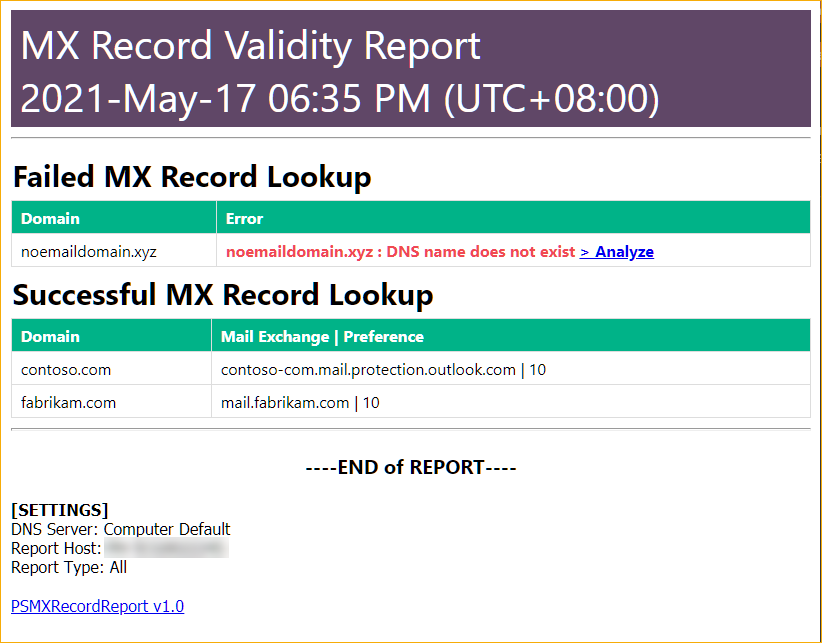 MX Record Validity Report
2021-May-17 06:35 PM (UTC+08:00)
Failed MX Record Lookup
Domain Error
noemaildomain.xyz noemaildomain.xyz : DNS name does not exist > Analyze
Successful MX Record Lookup
Domain Mail Exchange | Preference
contoso.com contoso-com.mail.protection.outlook.com | 10
fabrikam.com mail.fabrikam.com | 10
----END of REPORT----
[SETTINGS]
DNS Server: Computer Default
Report Host:
Report Type: All
PSMXRecordReport v1.0